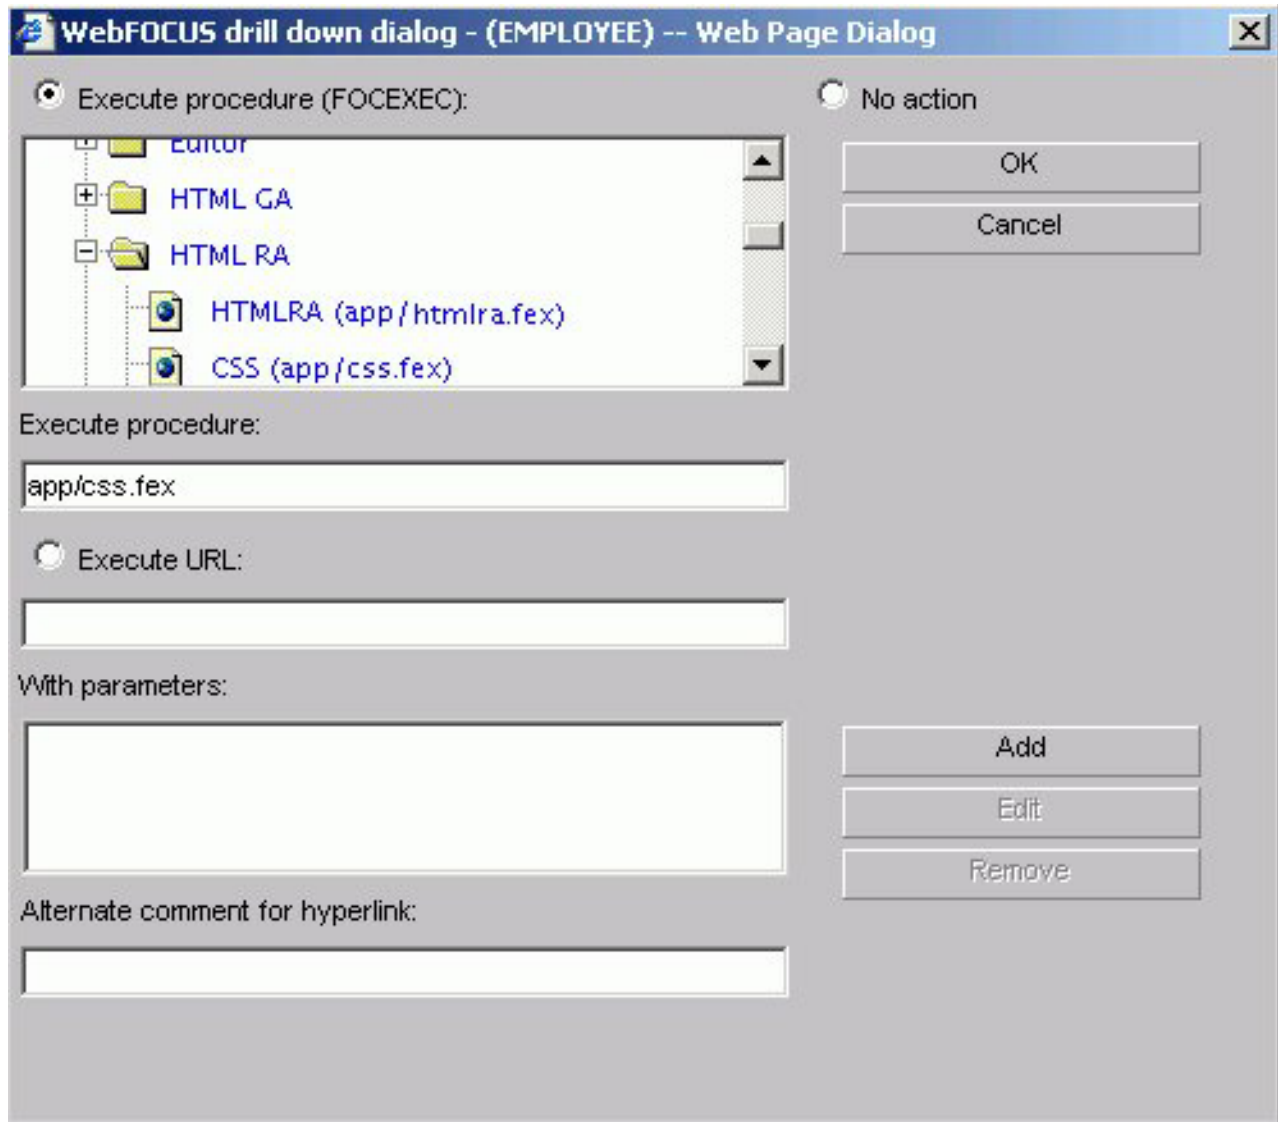 WebFOCUS drill down dialog - (EMPLOYEE) -- Web Page Dialog
Execute procedure (FOCEXEC):
No action
Editor
HTML GA
HTML RA
HTMLRA (app/htmlra.fex)
CSS (app/css.fex)
OK
Cancel
Execute procedure:
app/css.fex
Execute URL:
With parameters:
Add
Edit
Remove
Alternate comment for hyperlink: